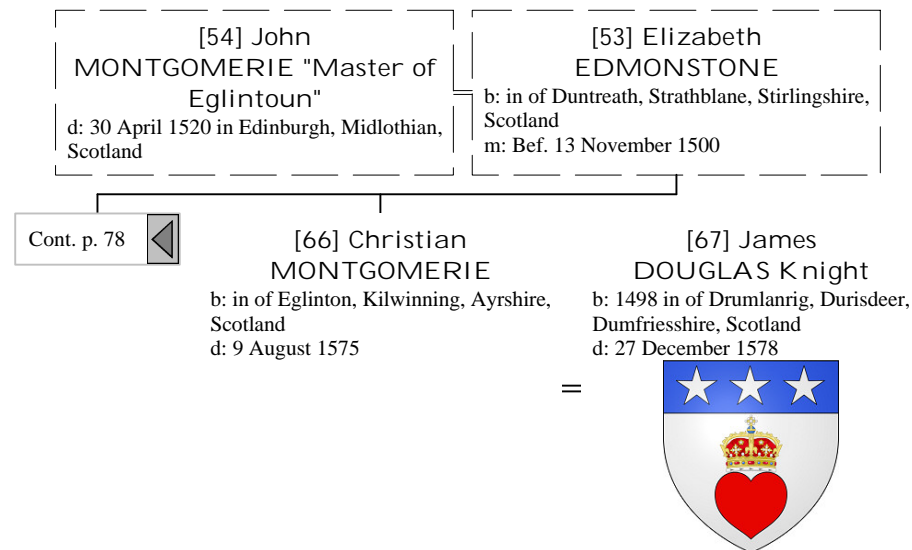 [54] John
MONTGOMERIE "Master of
Eglintoun"
d: 30 April 1520 in Edinburgh, Midlothian,
Scotland
[53] Elizabeth
EDMONSTONE
b: in of Duntreath, Strathblane, Stirlingshire,
Scotland
m: Bef. 13 November 1500
Cont. p. 78
[66] Christian
MONTGOMERIE
b: in of Eglinton, Kilwinning, Ayrshire,
Scotland
d: 9 August 1575
=
[67] James
DOUGLAS Knight
b: 1498 in of Drumlanrig, Durisdeer,
Dumfriesshire, Scotland
d: 27 December 1578